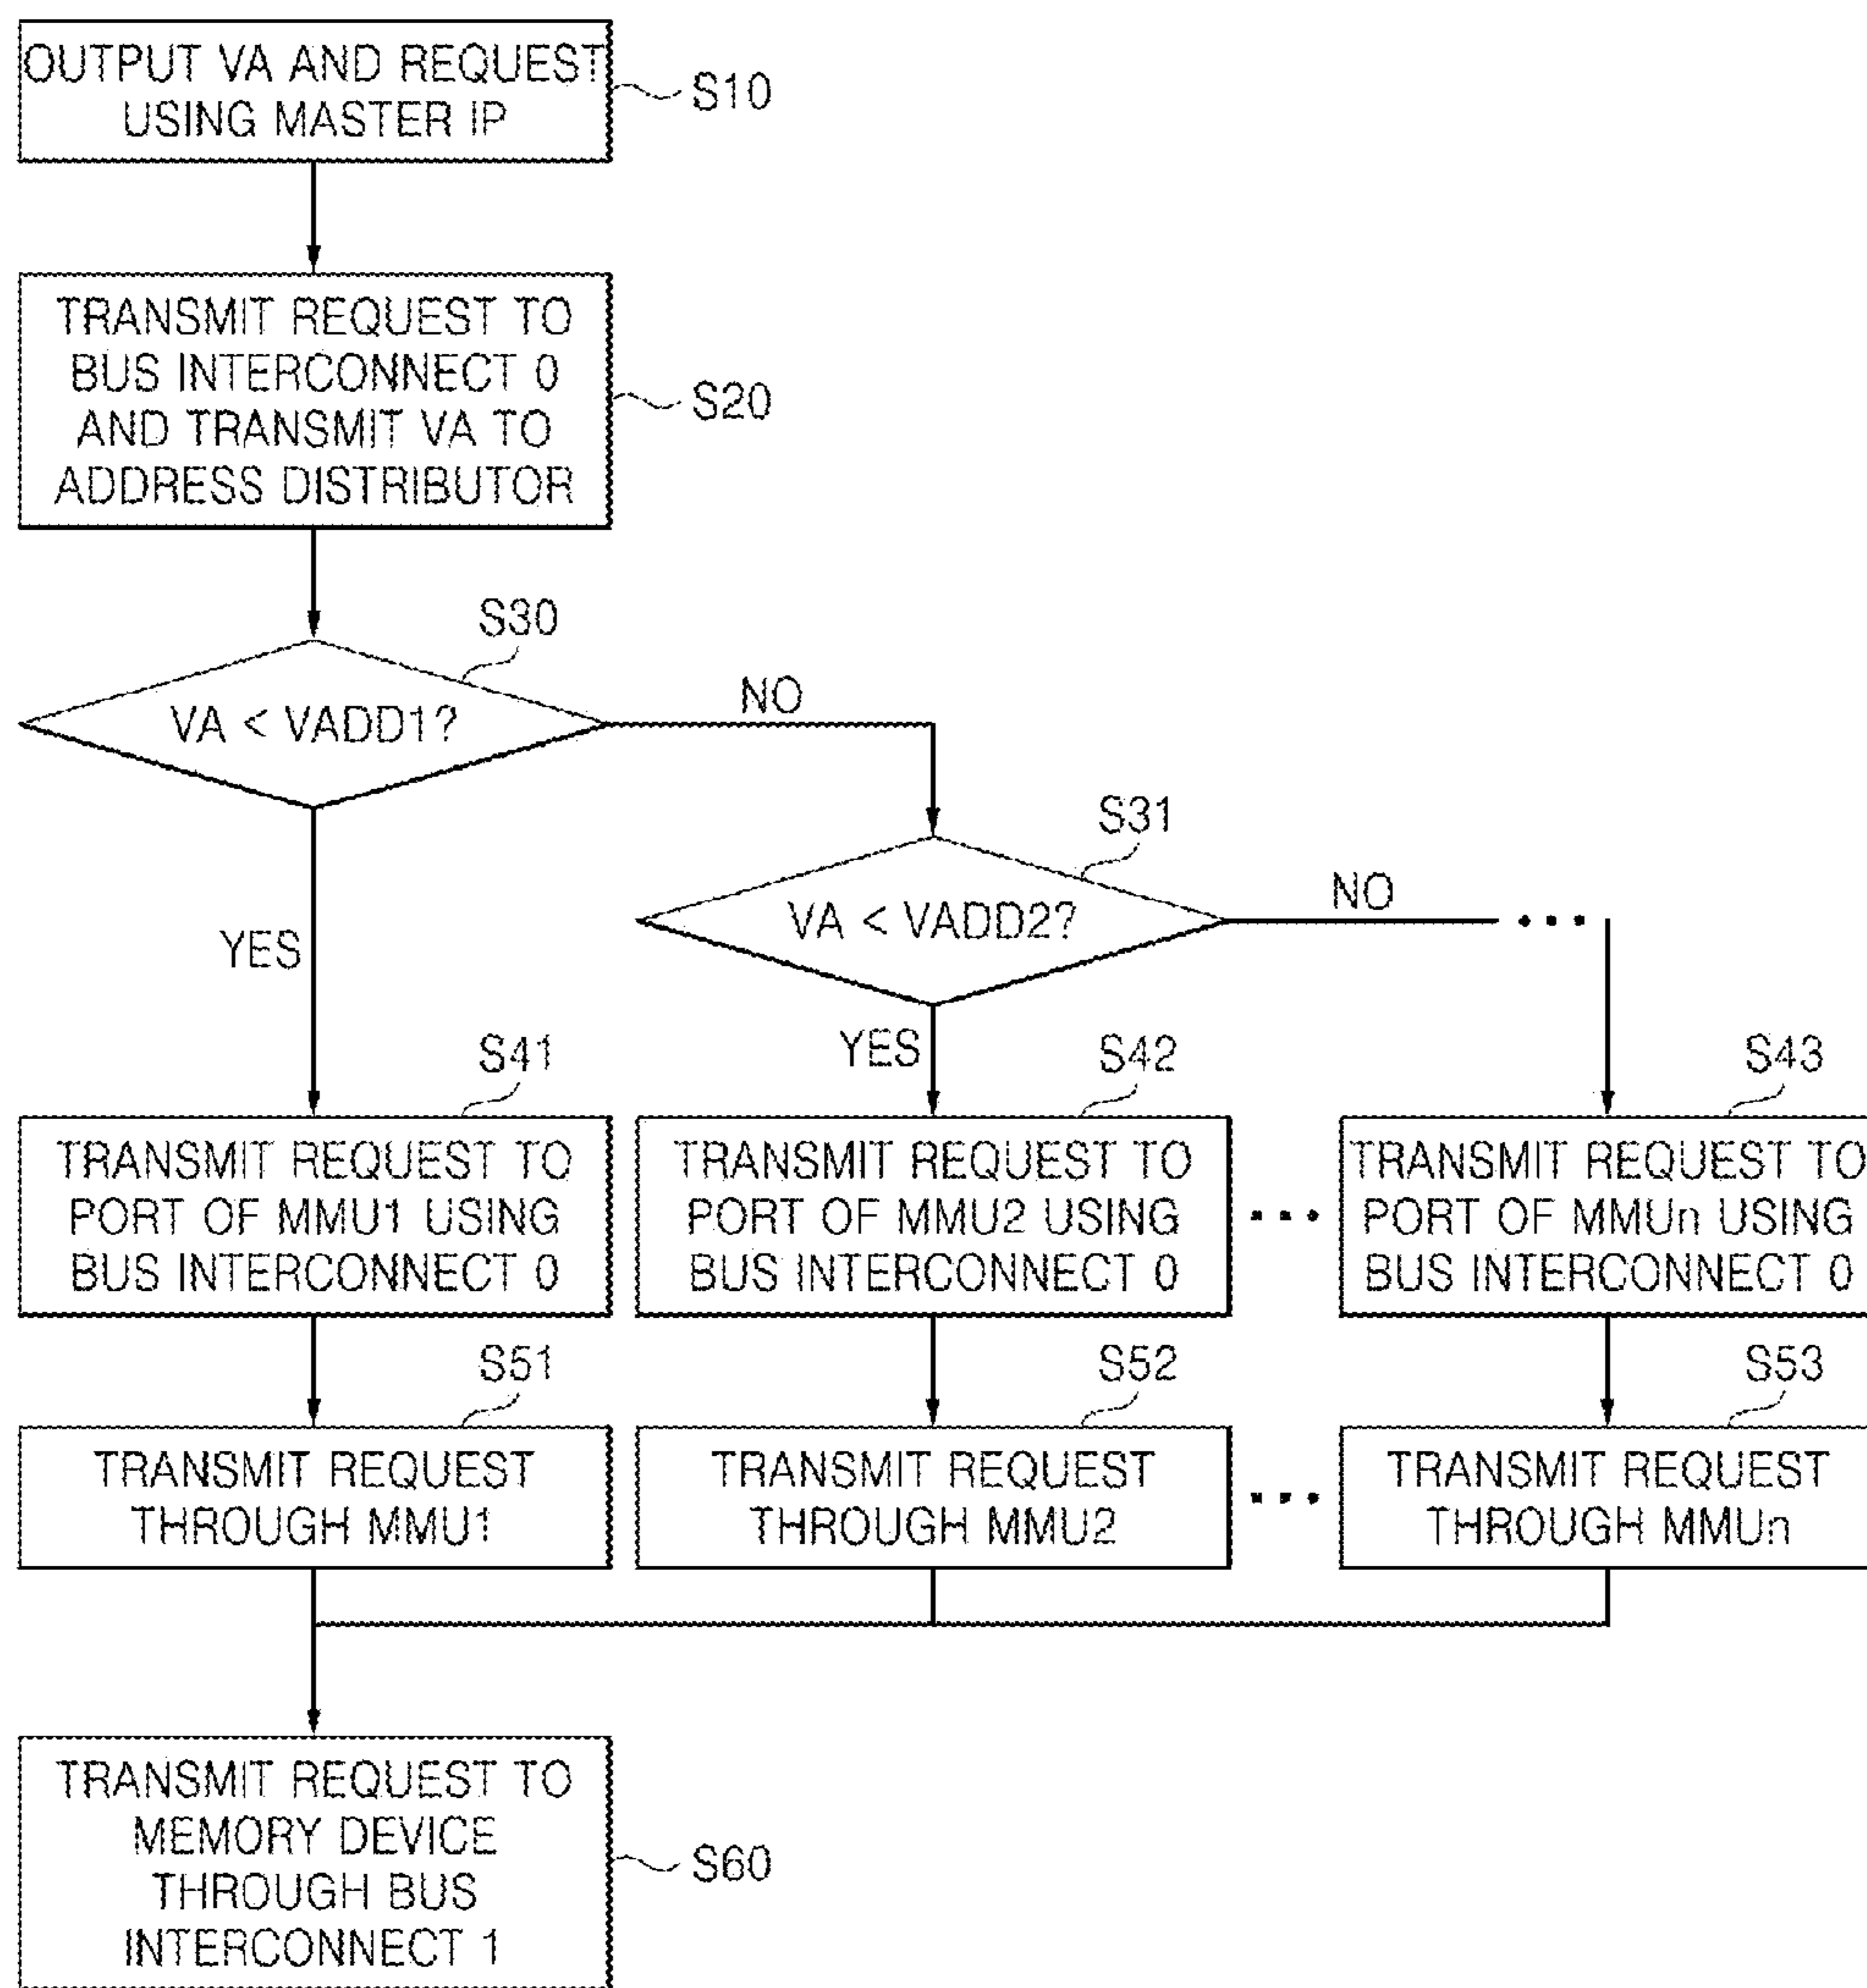 OUTPUT VA AND REQUEST
USING MASTER IP
S10
TRANSMIT REQUEST TO
BUS INTERCONNECT 0
AND TRANSMIT VA TO
ADDRESS DISTRIBUTOR
S20
S30
VA < VADD1?
NO
YES
S31
VA < VADD2?
NO
...
YES
S41
TRANSMIT REQUEST TO
PORT OF MMU1 USING
BUS INTERCONNECT 0
S42
TRANSMIT REQUEST TO
PORT OF MMU2 USING
BUS INTERCONNECT 0
...
S43
TRANSMIT REQUEST TO
PORT OF MMUn USING
BUS INTERCONNECT 0
S51
TRANSMIT REQUEST
THROUGH MMU1
S52
TRANSMIT REQUEST
THROUGH MMU2
...
S53
TRANSMIT REQUEST
THROUGH MMUn
TRANSMIT REQUEST TO
MEMORY DEVICE
THROUGH BUS
INTERCONNECT 1
S60